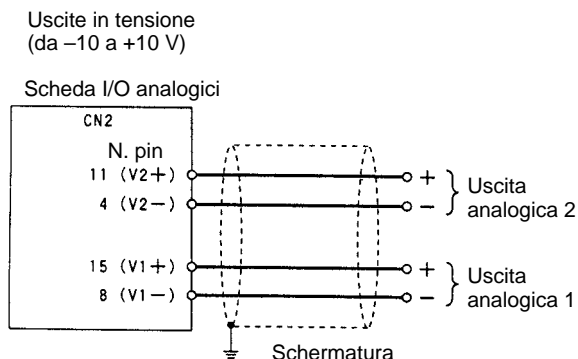 Uscite in tensione
(da –10 a +10 V)
Scheda I/O analogici
CN2
N. pin
11 (V2+)
4 (V2–)
15 (V1+)
8 (V1–)
+
–
Uscita
analogica 2
+
–
Uscita
analogica 1
Schermatura